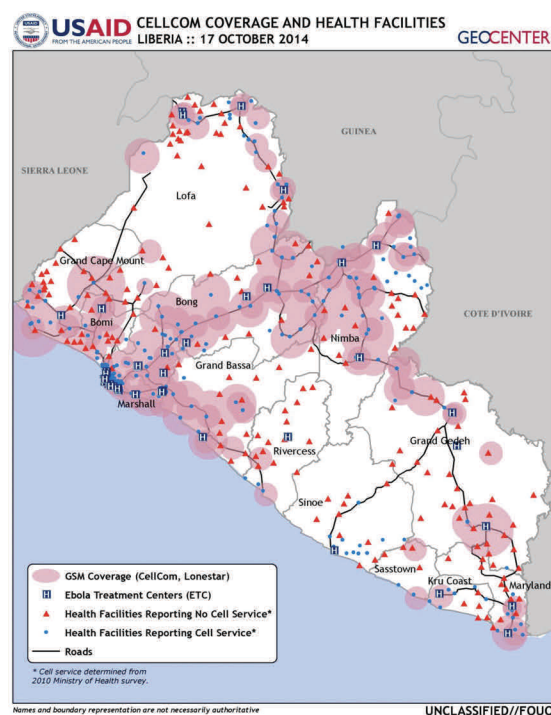 USAID
FROM THE AMERICAN PEOPLE
CELLCOM COVERAGE AND HEALTH FACILITIES
LIBERIA :: 17 OCTOBER 2014
GEOCENTER
GUINEA
SIERRA LEONE
Lofa
Grand Cape Mount
Bong
COTE D'IVOIRE
Bomi
Nimba
Grand Bassa
Marshall
Grand Gedeh
Rivercess
Sinoe
Sasstown
Kru Coast
Maryland
GSM Coverage (CellCom, Lonestar)
H Ebola Treatment Centers (ETC)
Health Facilities Reporting No Cell Service*
Health Facilities Reporting Cell Service*
Roads
* Cell service determined from
2010 Ministry of Health survey.
Names and boundary representation are not necessarily authoritative
UNCLASSIFIED//FOUO